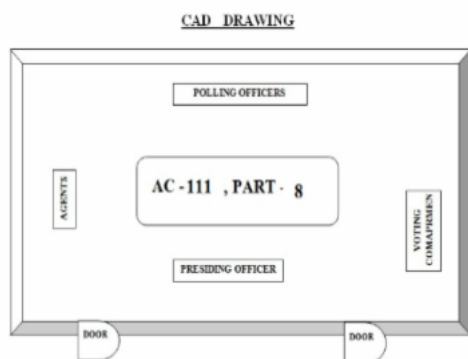 CAD DRAWING
POLLING OFFICERS
AGENTS
AC -111 , PART - 8
VOTING
COMAPRMEN
PRESIDING OFFICER
DOOR
DOOR